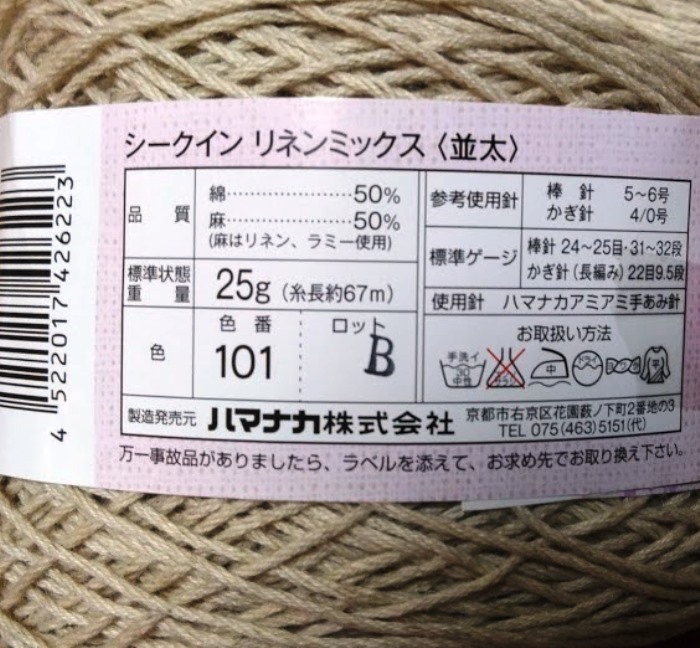 シークイン リネンミックス〈並太〉
品 質
綿…………………50%
麻…………………50%
(麻はリネン、ラミー使用)
標準状態
重 量
25g(糸長約67m)
色
色 番
101
ロット
B
参考使用針
棒 針 5~6号
かぎ針 4/0号
標準ゲージ
棒針 24~25目・31~32段
かぎ針(長編み)22目9.5段
使用針 ハマナカアミアミ手あみ針
お取扱い方法
手洗イ
30
中性
中
ドライ
製造発売元 ハマナカ株式会社
京都市右京区花園薮ノ下町2番地の3
TEL 075(463)5151(代)
万一事故品がありましたら、ラベルを添えて、お求め先でお取り換え下さい。
4 522017 426223